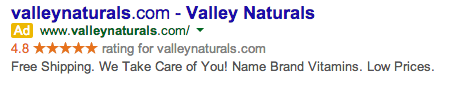 valleynaturals.com - Valley Naturals
Ad www.valleynaturals.com/
4.8 ★★★★★ rating for valleynaturals.com
Free Shipping. We Take Care of You! Name Brand Vitamins. Low Prices.